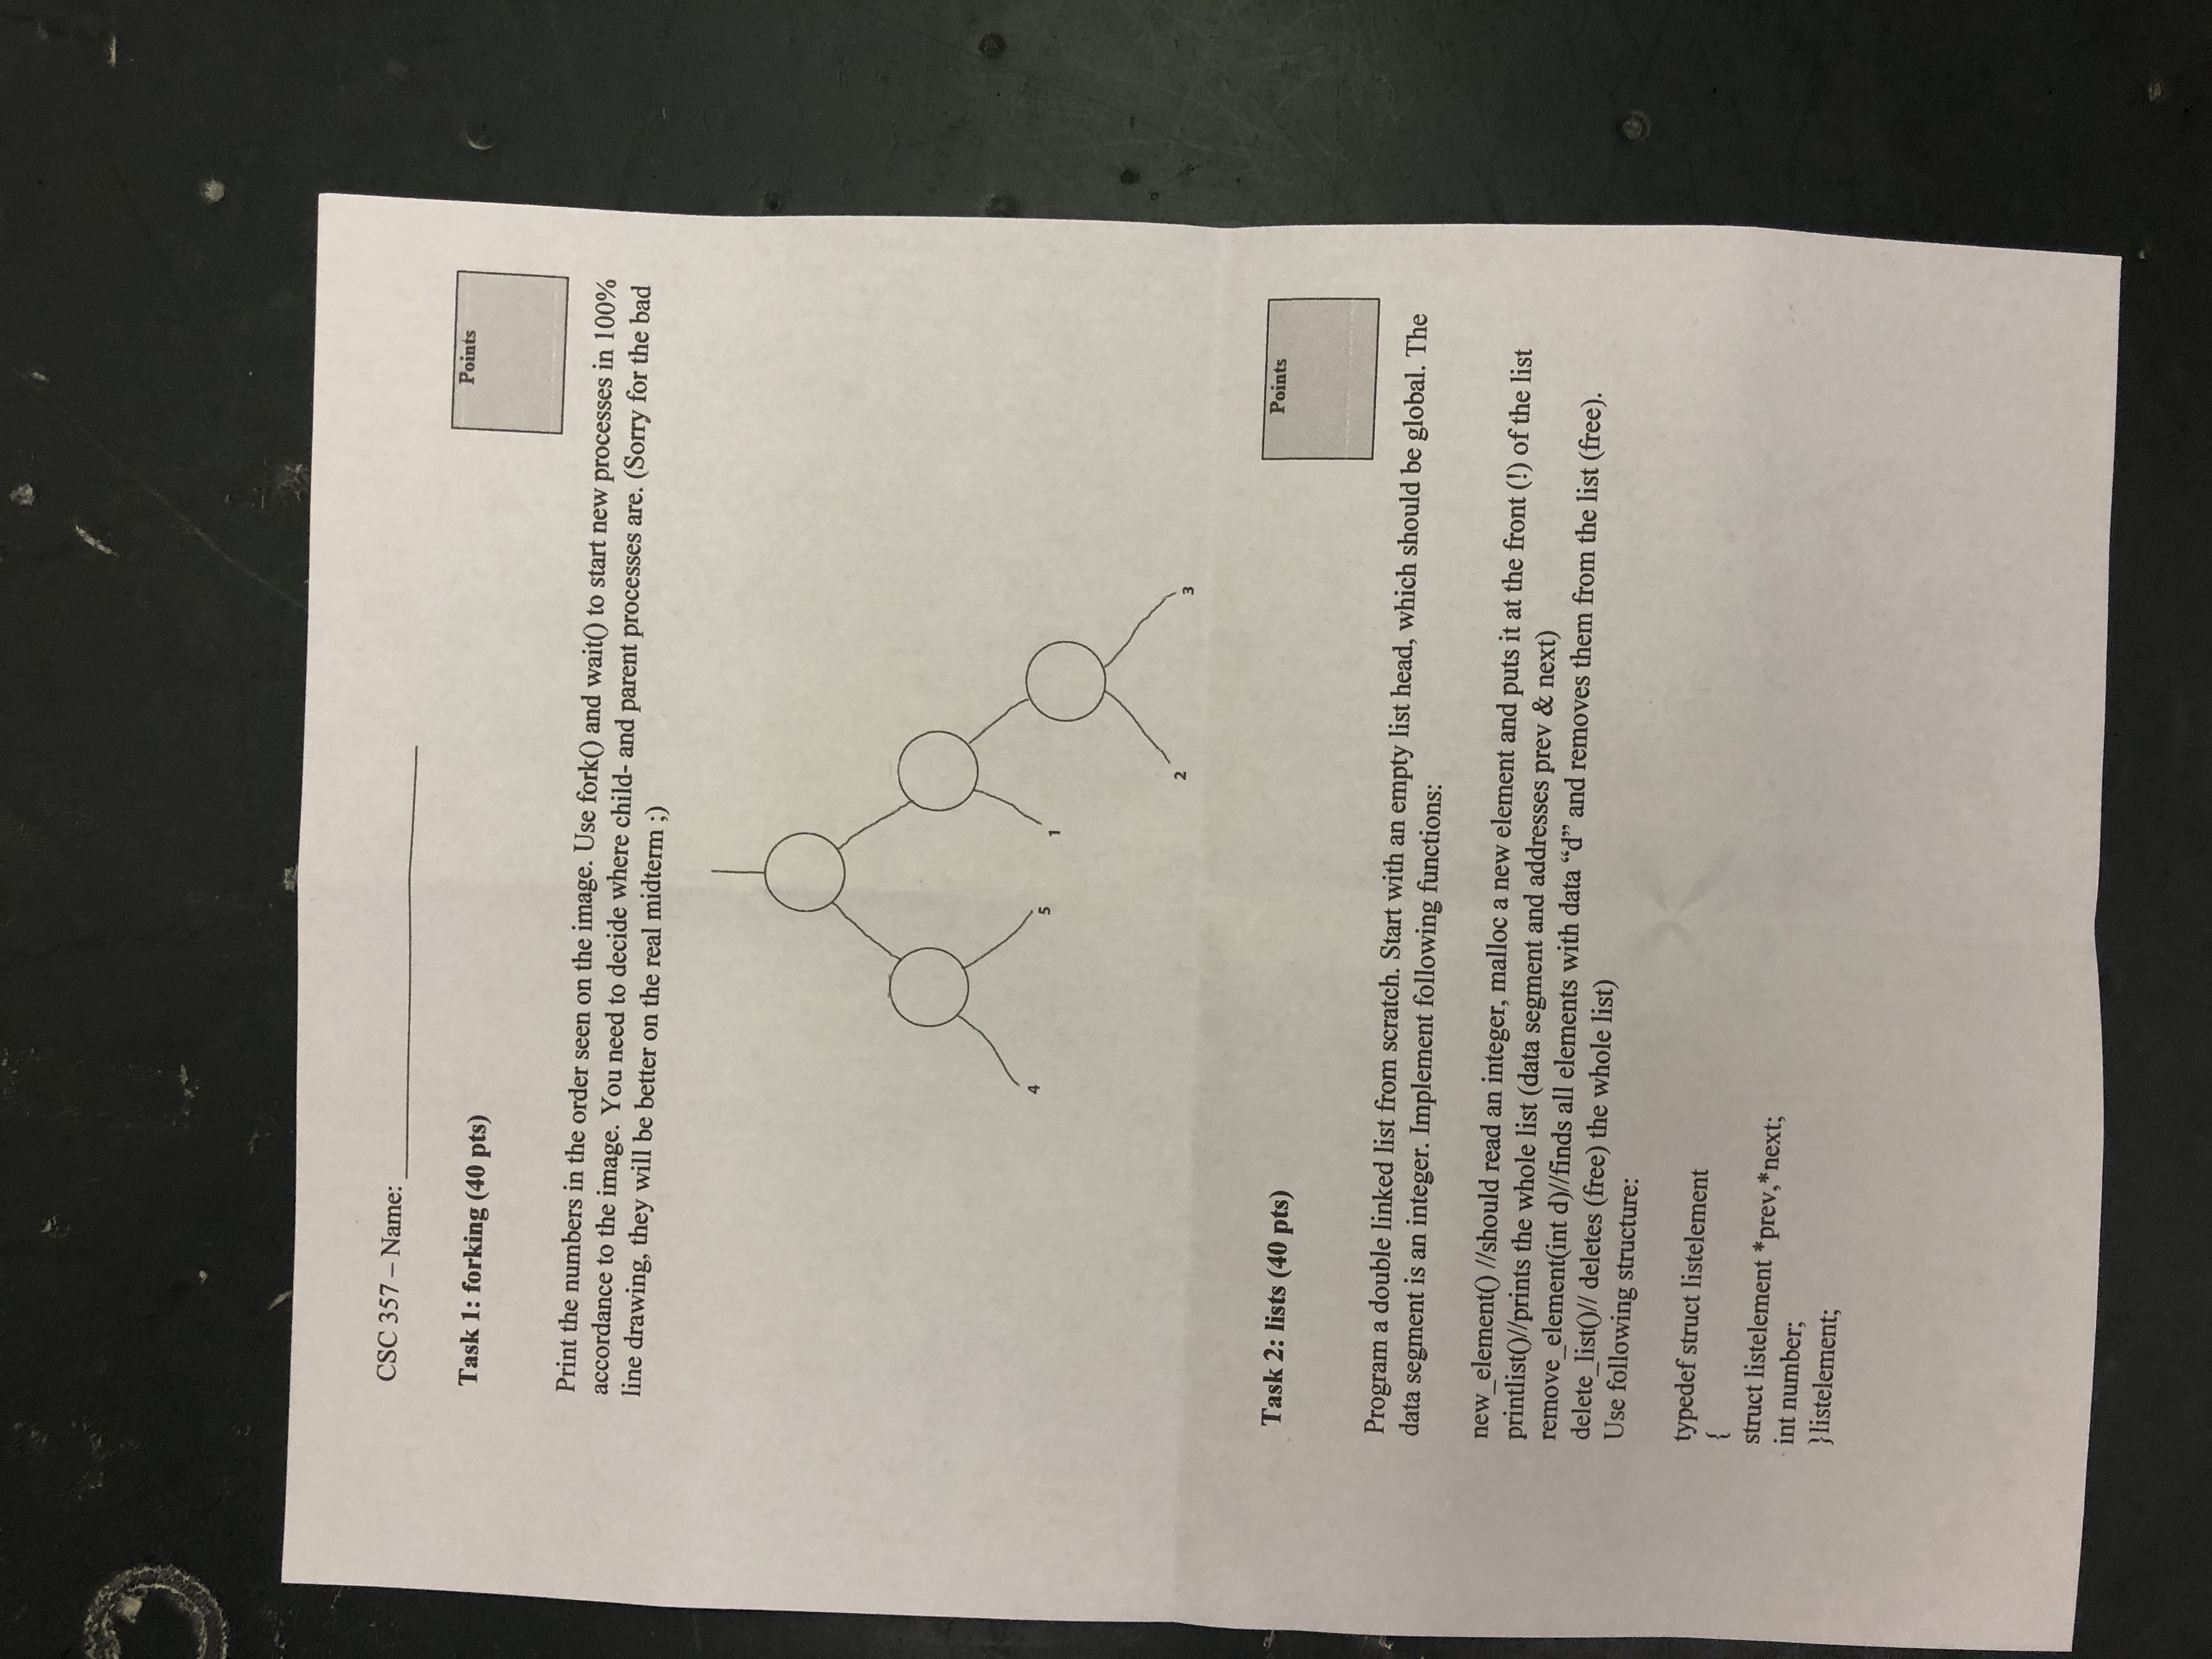 CSC 357 – Name:
Task 1: forking (40 pts)
Points
Print the numbers in the order seen on the image. Use fork() and wait() to start new processes in 100%
accordance to the image. You need to decide where child- and parent processes are. (Sorry for the bad
line drawing, they will be better on the real midterm ;)
4
5
1
2
3
Task 2: lists (40 pts)
Points
Program a double linked list from scratch. Start with an empty list head, which should be global. The
data segment is an integer. Implement following functions:
new_element() //should read an integer, malloc a new element and puts it at the front (!) of the list
printlist()//prints the whole list (data segment and addresses prev & next)
remove_element(int d)//finds all elements with data “d” and removes them from the list (free).
delete_list()// deletes (free) the whole list)
Use following structure:
typedef struct listelement
{
struct listelement *prev,*next;
int number;
}listelement;